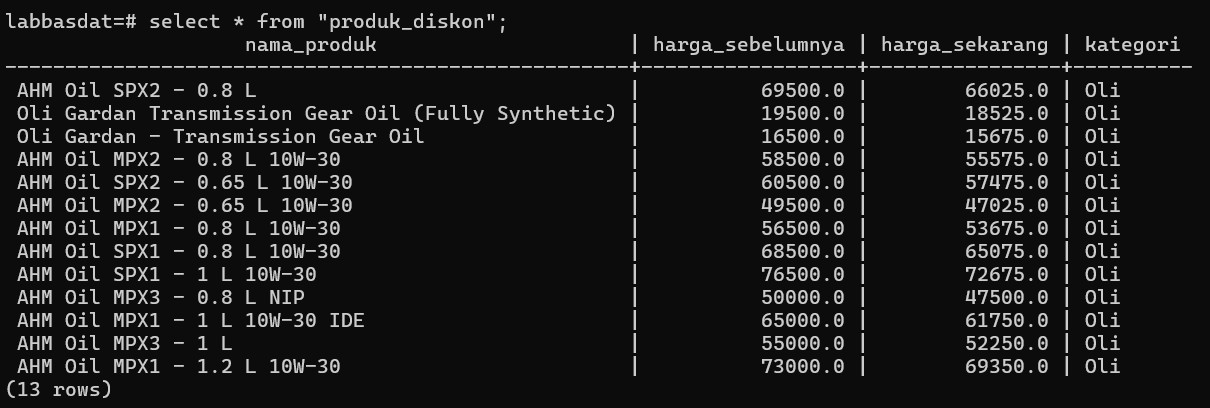 labbasdat=# select * from "produk_diskon";
                    nama_produk                     | harga_sebelumnya | harga_sekarang | kategori
----------------------------------------------------+------------------+----------------+----------
 AHM Oil SPX2 - 0.8 L                               |          69500.0 |        66025.0 | Oli
 Oli Gardan Transmission Gear Oil (Fully Synthetic) |          19500.0 |        18525.0 | Oli
 Oli Gardan - Transmission Gear Oil                 |          16500.0 |        15675.0 | Oli
 AHM Oil MPX2 - 0.8 L 10W-30                        |          58500.0 |        55575.0 | Oli
 AHM Oil SPX2 - 0.65 L 10W-30                       |          60500.0 |        57475.0 | Oli
 AHM Oil MPX2 - 0.65 L 10W-30                       |          49500.0 |        47025.0 | Oli
 AHM Oil MPX1 - 0.8 L 10W-30                        |          56500.0 |        53675.0 | Oli
 AHM Oil SPX1 - 0.8 L 10W-30                        |          68500.0 |        65075.0 | Oli
 AHM Oil SPX1 - 1 L 10W-30                          |          76500.0 |        72675.0 | Oli
 AHM Oil MPX3 - 0.8 L NIP                           |          50000.0 |        47500.0 | Oli
 AHM Oil MPX1 - 1 L 10W-30 IDE                      |          65000.0 |        61750.0 | Oli
 AHM Oil MPX3 - 1 L                                 |          55000.0 |        52250.0 | Oli
 AHM Oil MPX1 - 1.2 L 10W-30                        |          73000.0 |        69350.0 | Oli
(13 rows)